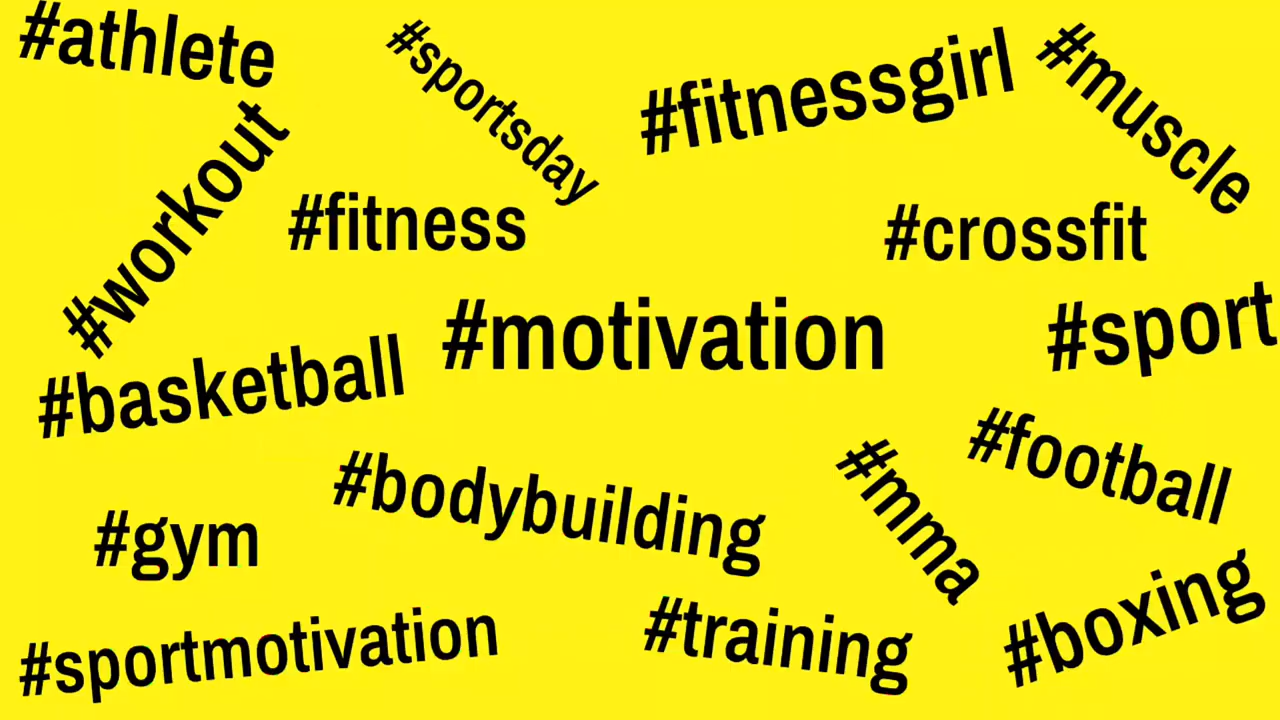 #athlete
#sportsday
#fitnessgirl
#muscle
#workout
#fitness
#crossfit
#motivation
#sport
#basketball
#football
#bodybuilding
#mma
#gym
#boxing
#sportmotivation
#training